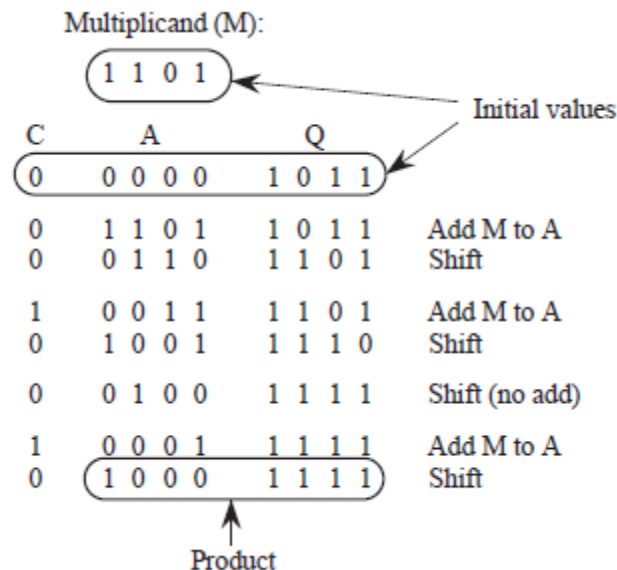 Multiplicand (M):
1 1 0 1
Initial values
C A Q
0 0 0 0 0 1 0 1 1
0 1 1 0 1 1 0 1 1 Add M to A
0 0 1 1 0 1 1 0 1 Shift
1 0 0 1 1 1 1 0 1 Add M to A
0 1 0 0 1 1 1 1 0 Shift
0 0 1 0 0 1 1 1 1 Shift (no add)
1 0 0 0 1 1 1 1 1 Add M to A
0 1 0 0 0 1 1 1 1 Shift
Product